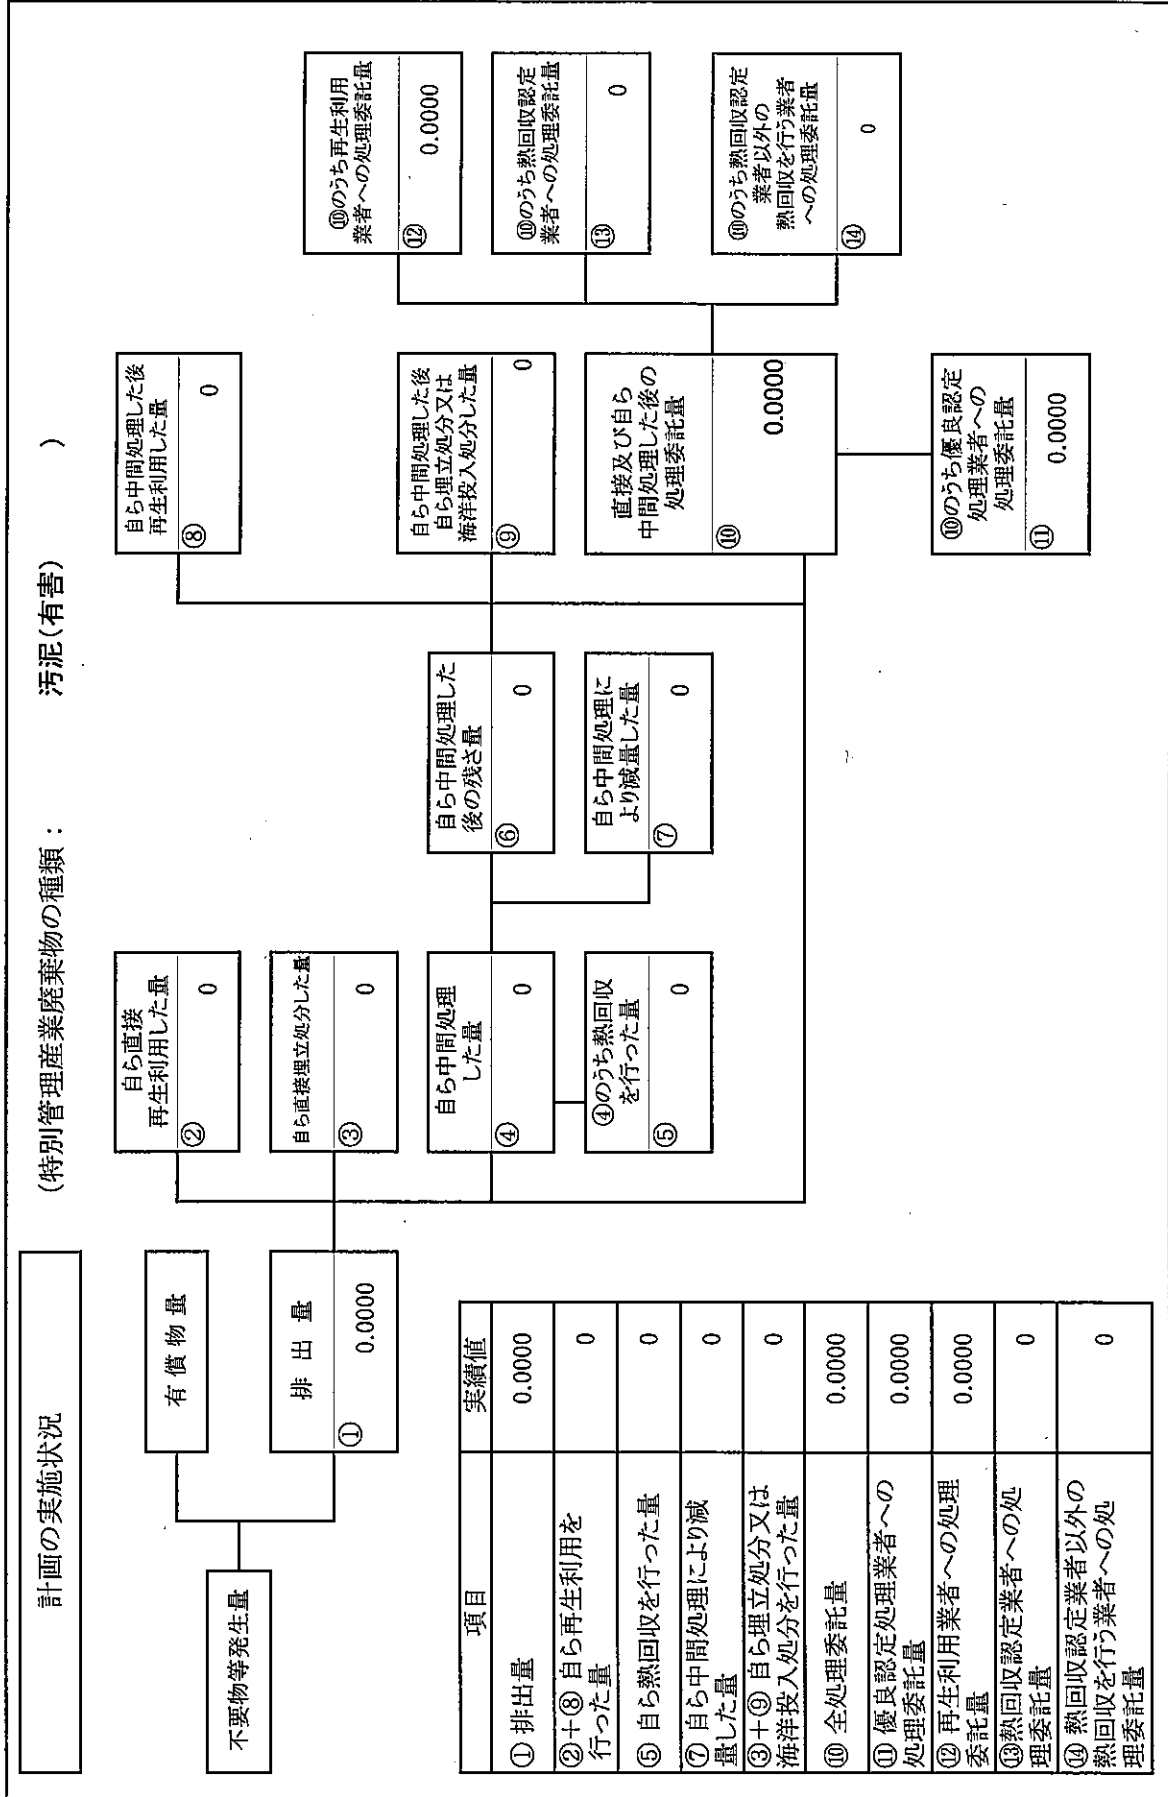 計画の実施状況
(特別管理産業廃棄物の種類： 汚泥(有害) )
不要物等発生量
有 償 物 量
排 出 量
① 0.0000
自ら直接
再生利用した量
② 0
自ら直接埋立処分した量
③ 0
自ら中間処理
した量
④ 0
④のうち熱回収
を行った量
⑤ 0
自ら中間処理した
後の残さ量
⑥ 0
自ら中間処理に
より減量した量
⑦ 0
自ら中間処理した後
再生利用した量
⑧ 0
自ら中間処理した後
自ら埋立処分又は
海洋投入処分した量
⑨ 0
直接及び自ら
中間処理した後の
処理委託量
⑩ 0.0000
⑩のうち優良認定
処理業者への
処理委託量
⑪ 0.0000
⑩のうち再生利用
業者への処理委託量
⑫ 0.0000
⑩のうち熱回収認定
業者への処理委託量
⑬ 0
⑩のうち熱回収認定
業者以外の
熱回収を行う業者
への処理委託量
⑭ 0
項目 実績値
① 排出量 0.0000
②＋⑧ 自ら再生利用を
行った量 0
⑤ 自ら熱回収を行った量 0
⑦ 自ら中間処理により減
量した量 0
③＋⑨ 自ら埋立処分又は
海洋投入処分を行った量 0
⑩ 全処理委託量 0.0000
⑪ 優良認定処理業者への
処理委託量 0.0000
⑫ 再生利用業者への処理
委託量 0.0000
⑬熱回収認定業者への処
理委託量 0
⑭ 熱回収認定業者以外の
熱回収を行う業者への処
理委託量 0